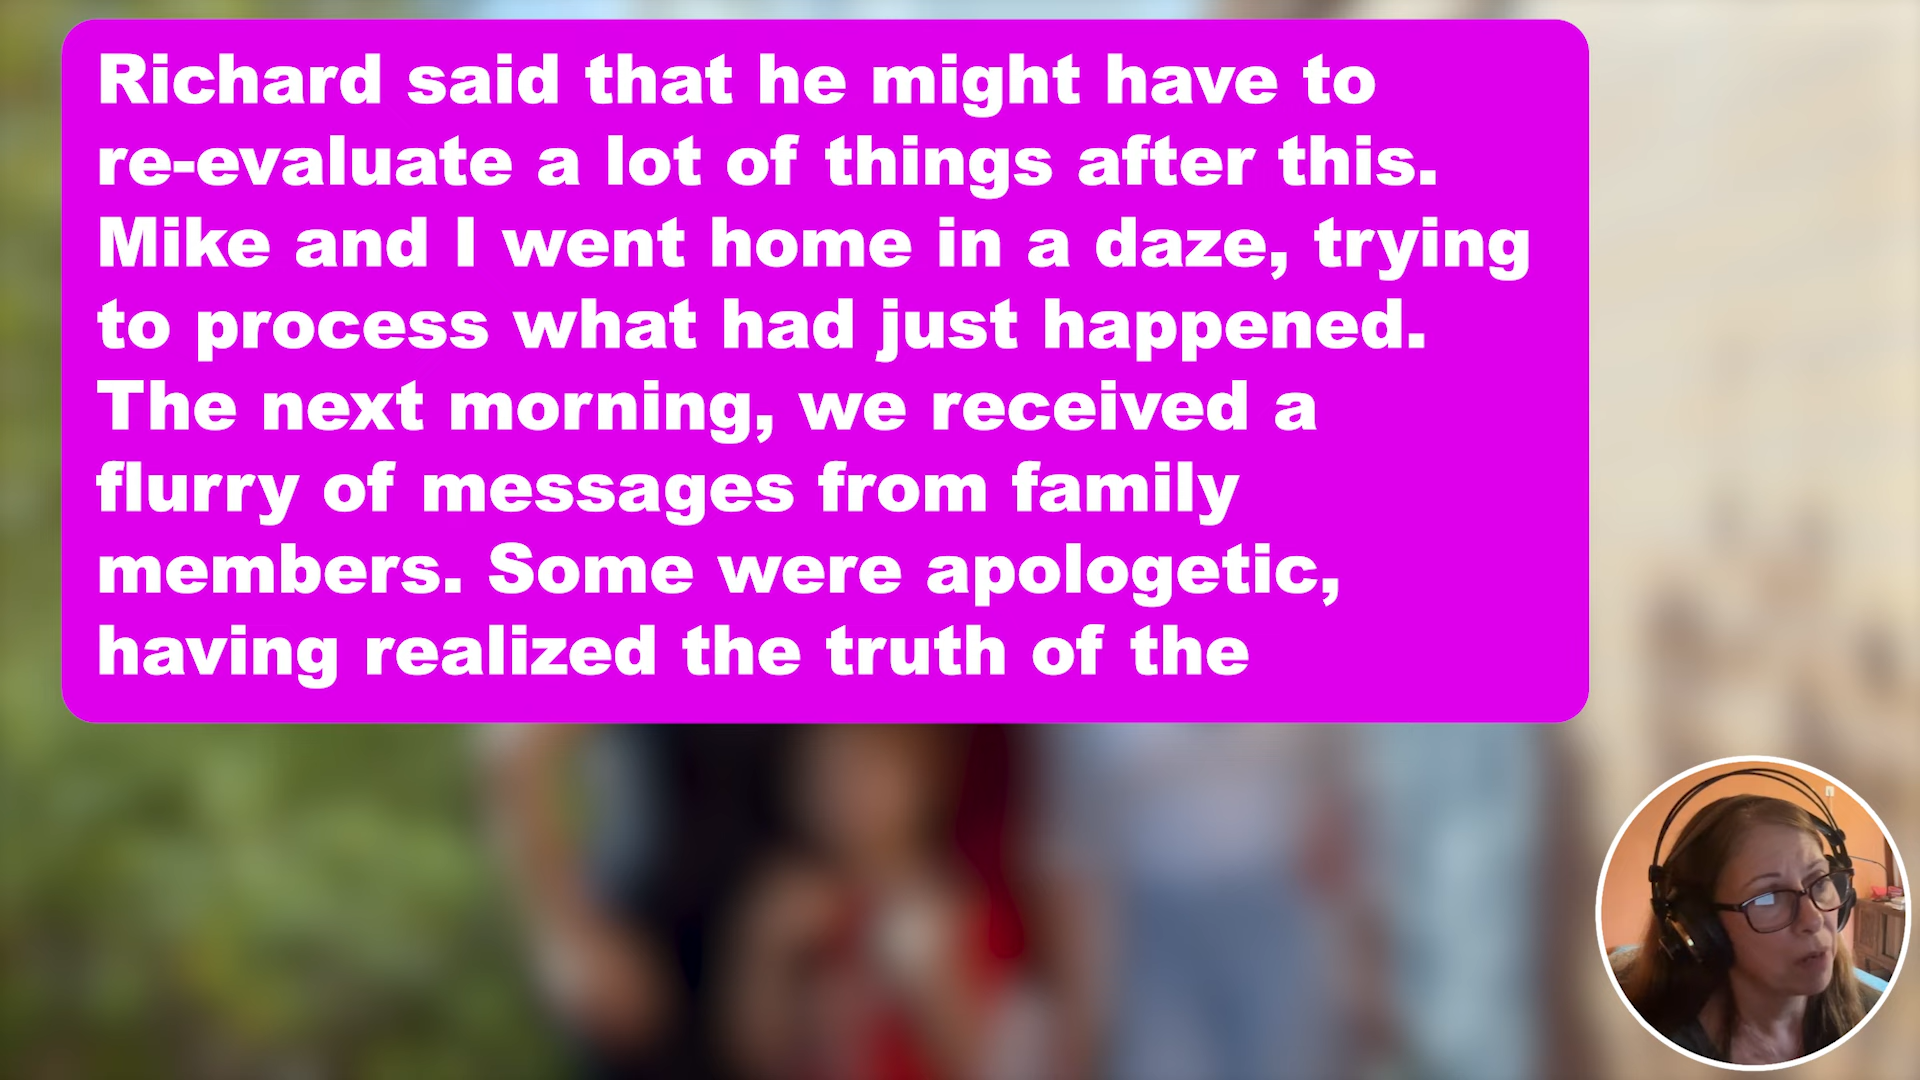 Richard said that he might have to
re-evaluate a lot of things after this.
Mike and I went home in a daze, trying
to process what had just happened.
The next morning, we received a
flurry of messages from family
members. Some were apologetic,
having realized the truth of the